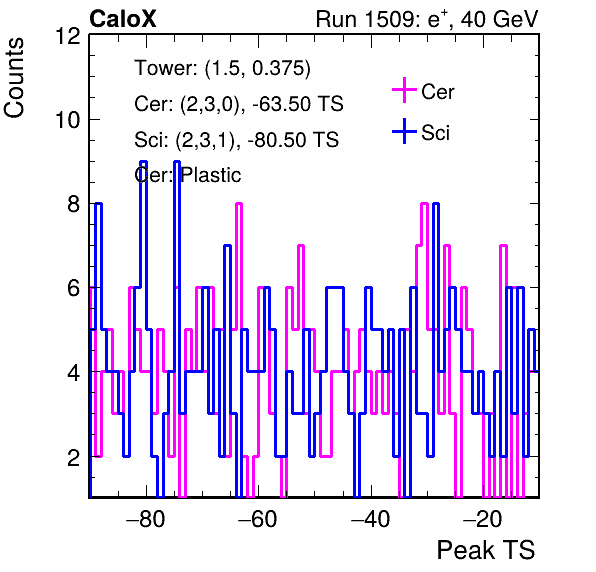 CaloX Run 1509: e+, 40 GeV
Counts
12
10
8
6
4
2
Tower: (1.5, 0.375)
Cer: (2,3,0), -63.50 TS
Sci: (2,3,1), -80.50 TS
Cer: Plastic
Cer
Sci
−80 −60 −40 −20
Peak TS